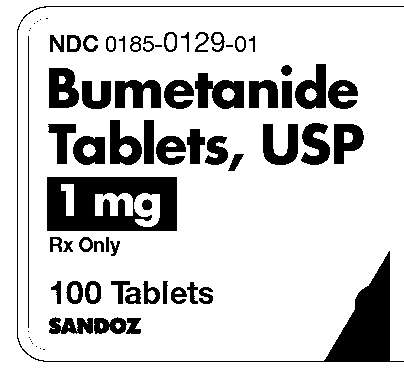 NDC 0185-0129-01
Bumetanide
Tablets, USP
1 mg
Rx Only
100 Tablets
SANDOZ